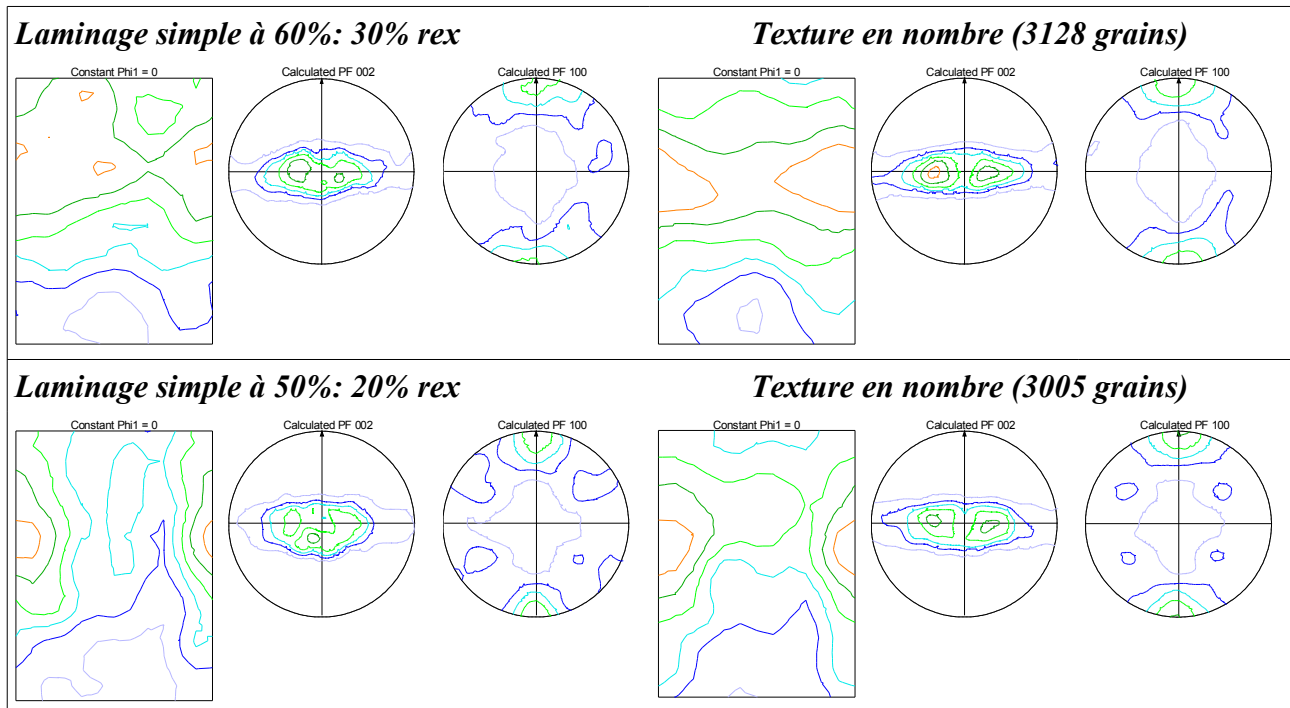 Laminage simple à 60%: 30% rex
Texture en nombre (3128 grains)
Constant Phi1 = 0
Calculated PF 002
Calculated PF 100
Constant Phi1 = 0
Calculated PF 002
Calculated PF 100
Laminage simple à 50%: 20% rex
Texture en nombre (3005 grains)
Constant Phi1 = 0
Calculated PF 002
Calculated PF 100
Constant Phi1 = 0
Calculated PF 002
Calculated PF 100